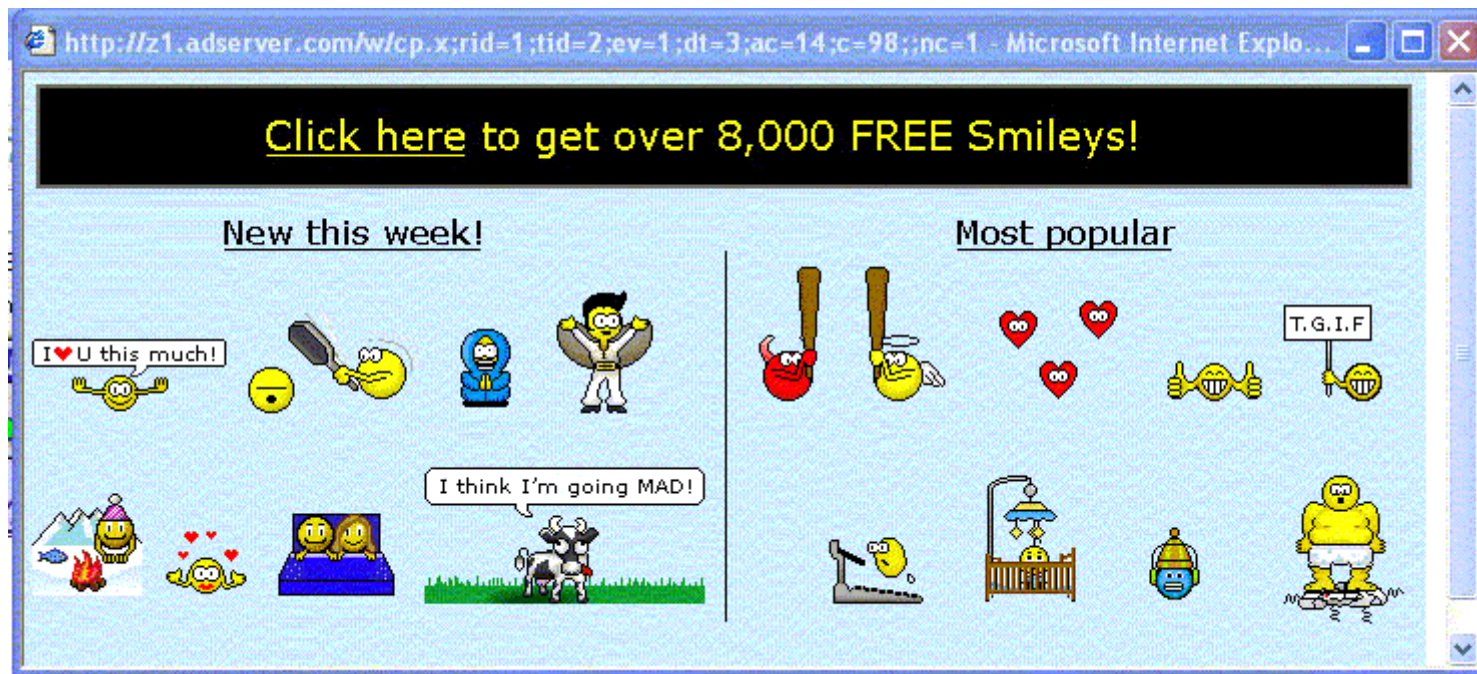 http://z1.adserver.com/w/cp.x;rid=1;tid=2;ev=1;dt=3;ac=14;c=98;;nc=1 - Microsoft Internet Explo...
Click here to get over 8,000 FREE Smileys!
New this week!
I❤U this much!
I think I'm going MAD!
Most popular
T.G.I.F